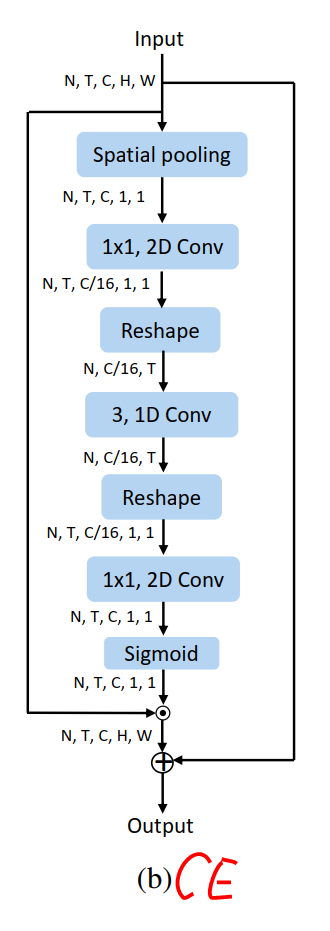 Input
N, T, C, H, W
Spatial pooling
N, T, C, 1, 1
1x1, 2D Conv
N, T, C/16, 1, 1
Reshape
N, C/16, T
3, 1D Conv
N, C/16, T
Reshape
N, T, C/16, 1, 1
1x1, 2D Conv
N, T, C, 1, 1
Sigmoid
N, T, C, 1, 1
N, T, C, H, W
Output
(b) CE